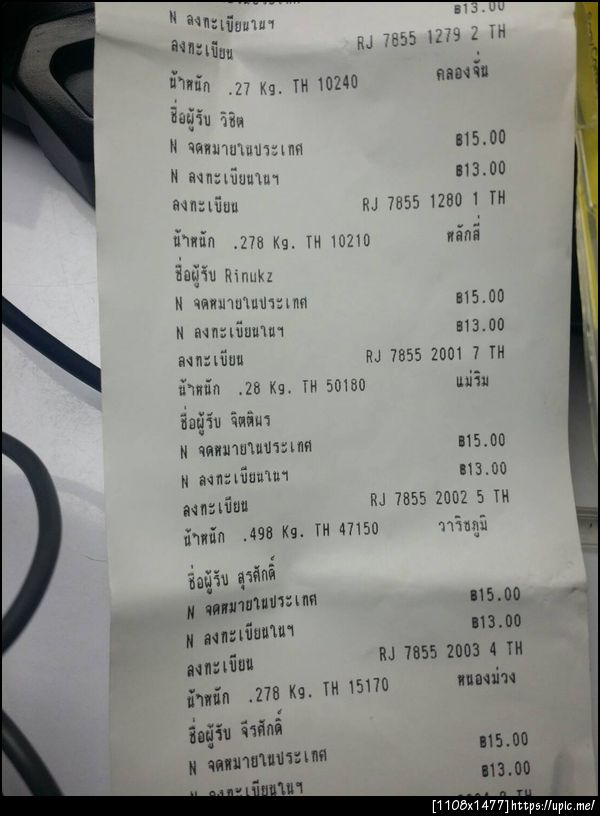 N ลงทะเบียนในฯ ฿13.00
ลงทะเบียน RJ 7855 1279 2 TH
น้ำหนัก .27 Kg. TH 10240 คลองจั่น
ชื่อผู้รับ วิชิต
N จดหมายในประเทศ ฿15.00
N ลงทะเบียนในฯ ฿13.00
ลงทะเบียน RJ 7855 1280 1 TH
น้ำหนัก .278 Kg. TH 10210 หลักสี่
ชื่อผู้รับ Rinukz
N จดหมายในประเทศ ฿15.00
N ลงทะเบียนในฯ ฿13.00
ลงทะเบียน RJ 7855 2001 7 TH
น้ำหนัก .28 Kg. TH 50180 แม่ริม
ชื่อผู้รับ จิตติพร
N จดหมายในประเทศ ฿15.00
N ลงทะเบียนในฯ ฿13.00
ลงทะเบียน RJ 7855 2002 5 TH
น้ำหนัก .498 Kg. TH 47150 วาริชภูมิ
ชื่อผู้รับ สุรศักดิ์
N จดหมายในประเทศ ฿15.00
N ลงทะเบียนในฯ ฿13.00
ลงทะเบียน RJ 7855 2003 4 TH
น้ำหนัก .278 Kg. TH 15170 หนองม่วง
ชื่อผู้รับ จีรศักดิ์
N จดหมายในประเทศ ฿15.00
N ลงทะเบียนในฯ ฿13.00
[1108x1477]https://upic.me/